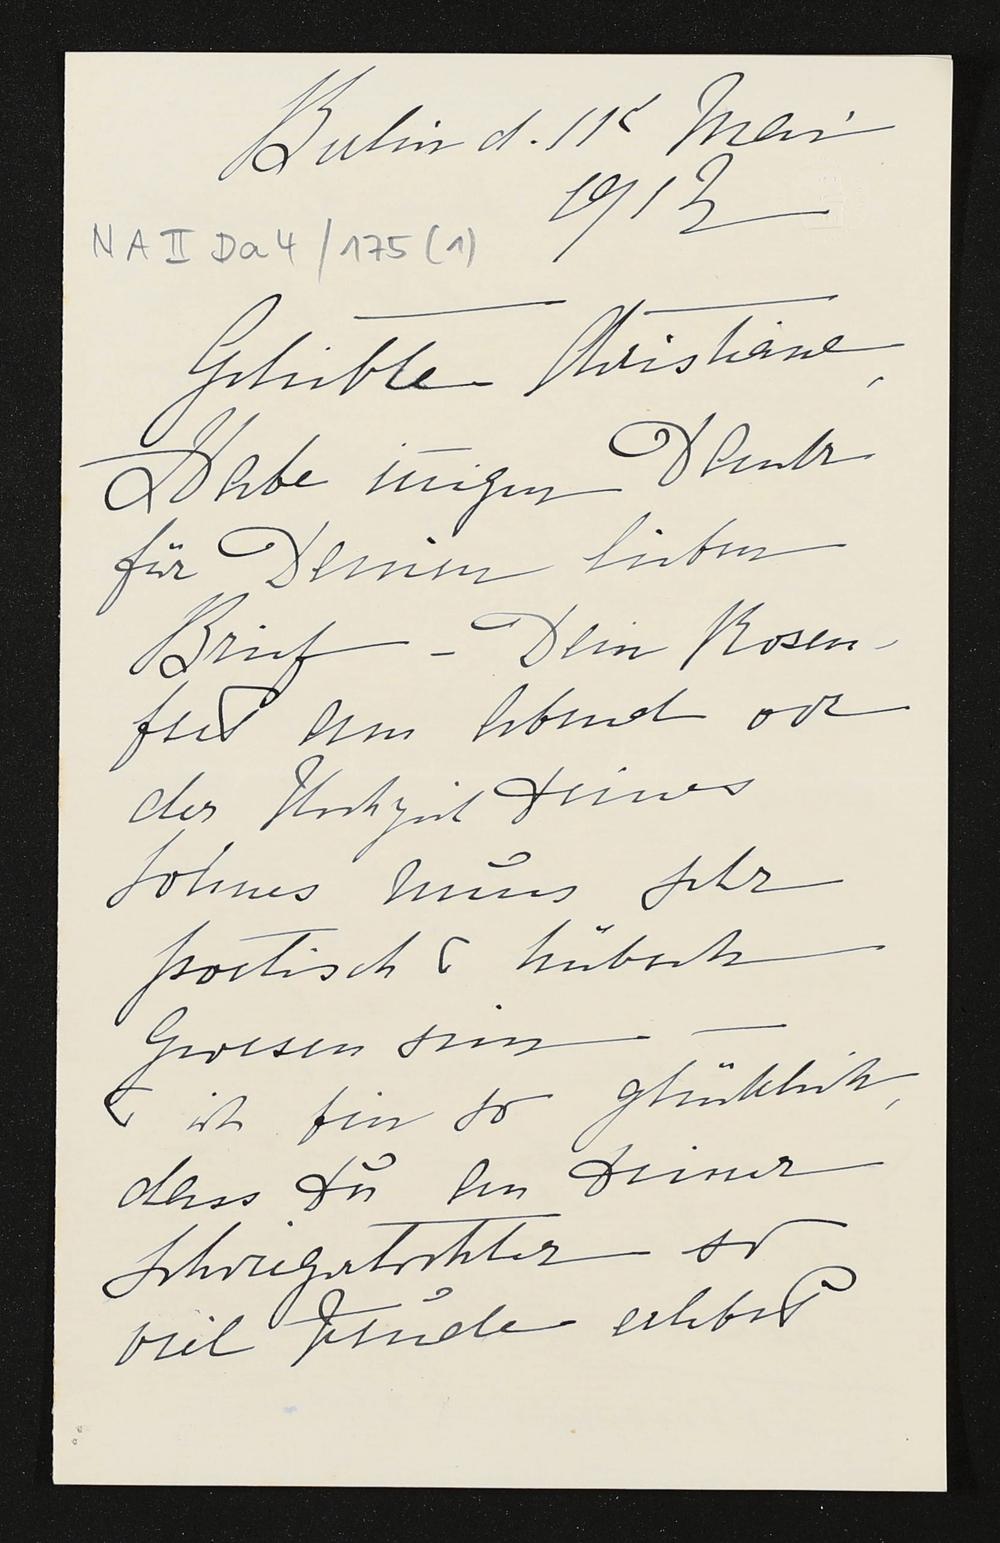 Berlin d. 11t Mai
1912
NA II Da 4 / 175 (1)
Geliebte Christiane,
Habe innigen Dank
für Deinen lieben
Brief – Dein Rosen-
fest am Abend vor
der Hochzeit Deines
Sohnes muss sehr
poetisch & hübsch
gewesen sein –
& ich bin so glücklich,
dass Du an Deiner
Schwiegertochter so
viel Freude erlebst